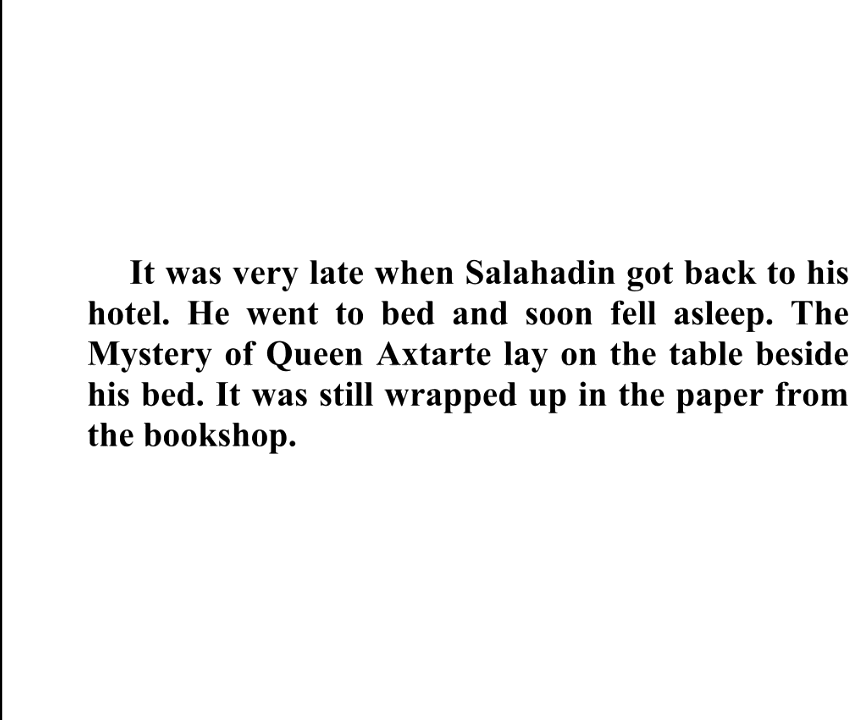 It was very late when Salahadin got back to his
hotel. He went to bed and soon fell asleep. The
Mystery of Queen Axtarte lay on the table beside
his bed. It was still wrapped up in the paper from
the bookshop.